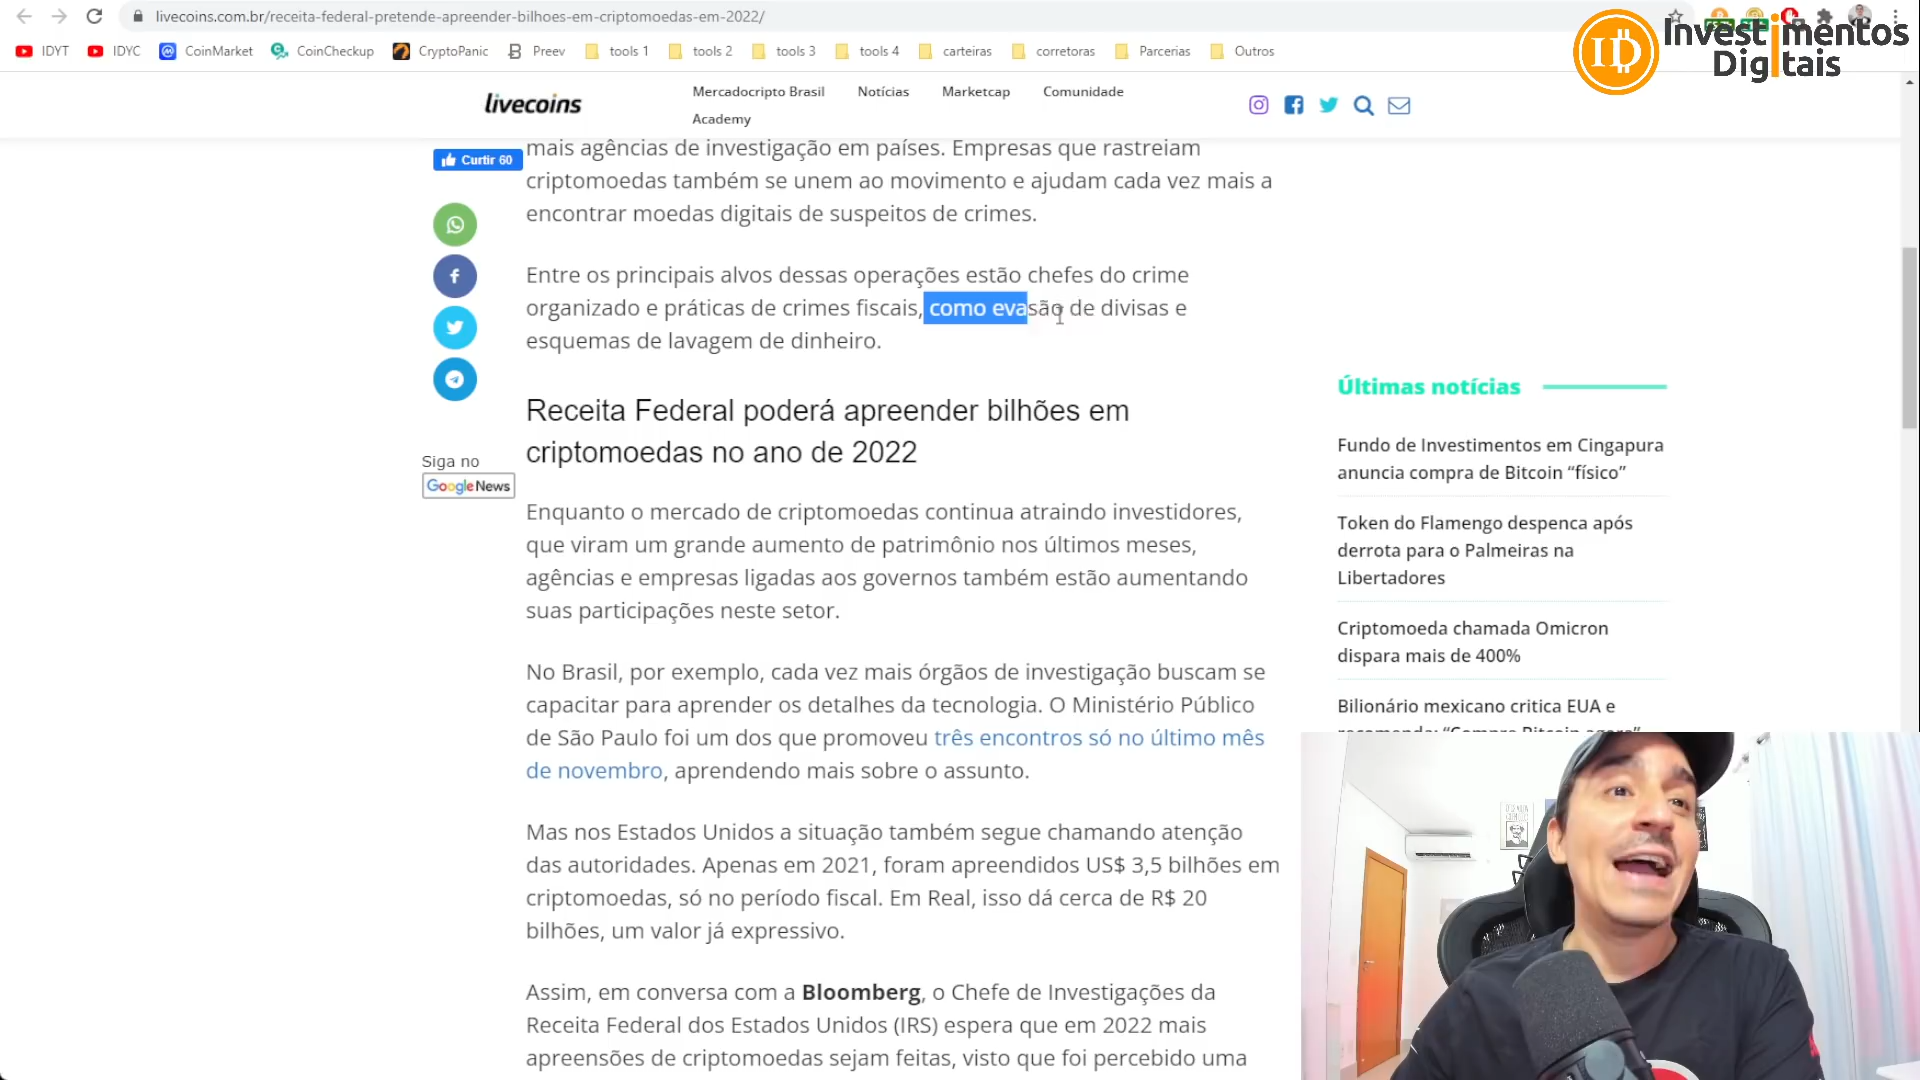 livecoins.com.br/receita-federal-pretende-apreender-bilhoes-em-criptomoedas-em-2022/
IDYT
IDYC
CoinMarket
CoinCheckup
CryptoPanic
Preev
tools 1
tools 2
tools 3
tools 4
carteiras
corretoras
Parcerias
Outros
ID
Investimentos
Digitais
livecoins
Mercadocripto Brasil
Notícias
Marketcap
Comunidade
Academy
Curtir 60
mais agências de investigação em países. Empresas que rastreiam
criptomoedas também se unem ao movimento e ajudam cada vez mais a
encontrar moedas digitais de suspeitos de crimes.
Entre os principais alvos dessas operações estão chefes do crime
organizado e práticas de crimes fiscais, como evasão de divisas e
esquemas de lavagem de dinheiro.
Receita Federal poderá apreender bilhões em
criptomoedas no ano de 2022
Siga no
Google News
Enquanto o mercado de criptomoedas continua atraindo investidores,
que viram um grande aumento de patrimônio nos últimos meses,
agências e empresas ligadas aos governos também estão aumentando
suas participações neste setor.
No Brasil, por exemplo, cada vez mais órgãos de investigação buscam se
capacitar para aprender os detalhes da tecnologia. O Ministério Público
de São Paulo foi um dos que promoveu três encontros só no último mês
de novembro, aprendendo mais sobre o assunto.
Mas nos Estados Unidos a situação também segue chamando atenção
das autoridades. Apenas em 2021, foram apreendidos US$ 3,5 bilhões em
criptomoedas, só no período fiscal. Em Real, isso dá cerca de R$ 20
bilhões, um valor já expressivo.
Assim, em conversa com a Bloomberg, o Chefe de Investigações da
Receita Federal dos Estados Unidos (IRS) espera que em 2022 mais
apreensões de criptomoedas sejam feitas, visto que foi percebido uma
Últimas notícias
Fundo de Investimentos em Cingapura
anuncia compra de Bitcoin “físico”
Token do Flamengo despenca após
derrota para o Palmeiras na
Libertadores
Criptomoeda chamada Omicron
dispara mais de 400%
Bilionário mexicano critica EUA e
recomenda: “Compre Bitcoin agora”